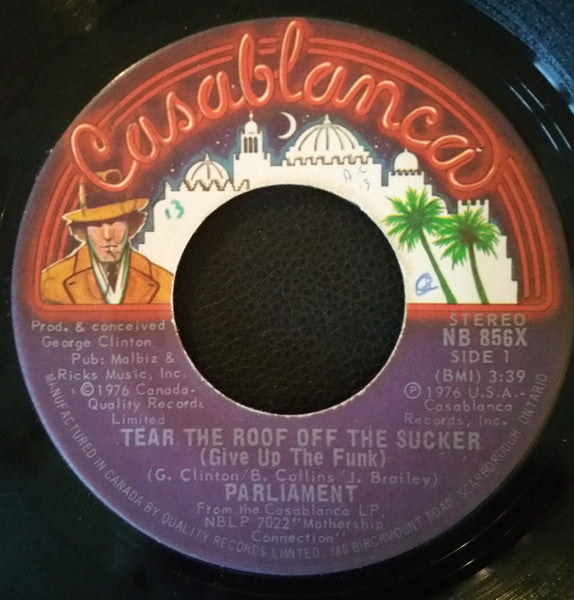 Casablanca
13
A.C
13
Prod. & conceived
George Clinton
Pub: Malbiz &
Ricks Music, Inc.
©1976 Canada-
Quality Records
Limited
STEREO
NB 856X
SIDE 1
(BMI) 3:39
℗ 1976 U.S.A.-
Casablanca
Records, Inc.
TEAR THE ROOF OFF THE SUCKER
(Give Up The Funk)
(G. Clinton/B. Collins/J. Brailey)
PARLIAMENT
From the Casablanca LP,
NBLP 7022"Mothership
Connection"
MANUFACTURED IN CANADA BY QUALITY RECORDS LIMITED, 380 BIRCHMOUNT ROAD, SCARBOROUGH, ONTARIO